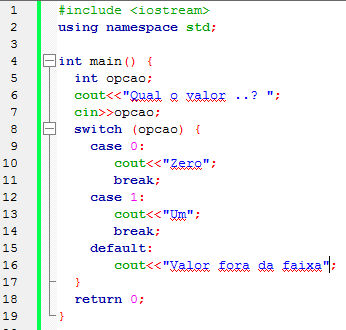 1 #include <iostream>
2 using namespace std;
3
4 int main() {
5 int opcao;
6 cout<<"Qual o valor ..? ";
7 cin>>opcao;
8 switch (opcao) {
9 case 0:
10 cout<<"Zero";
11 break;
12 case 1:
13 cout<<"Um";
14 break;
15 default:
16 cout<<"Valor fora da faixa";
17 }
18 return 0;
19 }
20